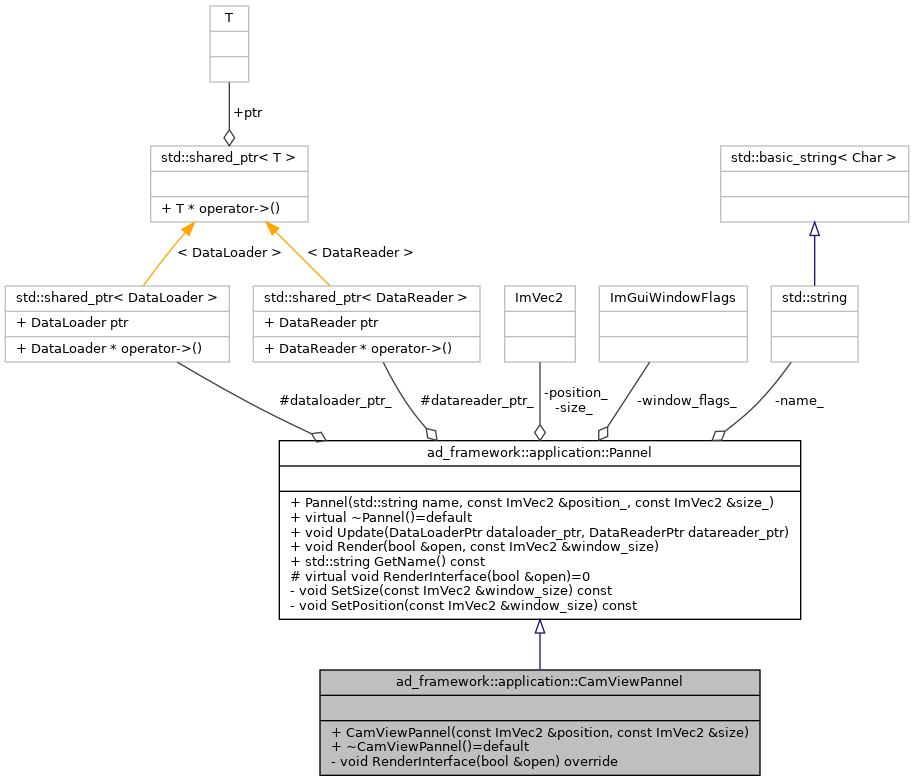 T
+ptr
std::shared_ptr< T >
+ T * operator->()
std::basic_string< Char >
< DataLoader >
< DataReader >
std::shared_ptr< DataLoader >
+ DataLoader ptr
+ DataLoader * operator->()
std::shared_ptr< DataReader >
+ DataReader ptr
+ DataReader * operator->()
ImVec2
ImGuiWindowFlags
std::string
#dataloader_ptr_
#datareader_ptr_
-position_
-size_
-window_flags_
-name_
ad_framework::application::Pannel
+ Pannel(std::string name, const ImVec2 &position_, const ImVec2 &size_)
+ virtual ~Pannel()=default
+ void Update(DataLoaderPtr dataloader_ptr, DataReaderPtr datareader_ptr)
+ void Render(bool &open, const ImVec2 &window_size)
+ std::string GetName() const
# virtual void RenderInterface(bool &open)=0
- void SetSize(const ImVec2 &window_size) const
- void SetPosition(const ImVec2 &window_size) const
ad_framework::application::CamViewPannel
+ CamViewPannel(const ImVec2 &position, const ImVec2 &size)
+ ~CamViewPannel()=default
- void RenderInterface(bool &open) override